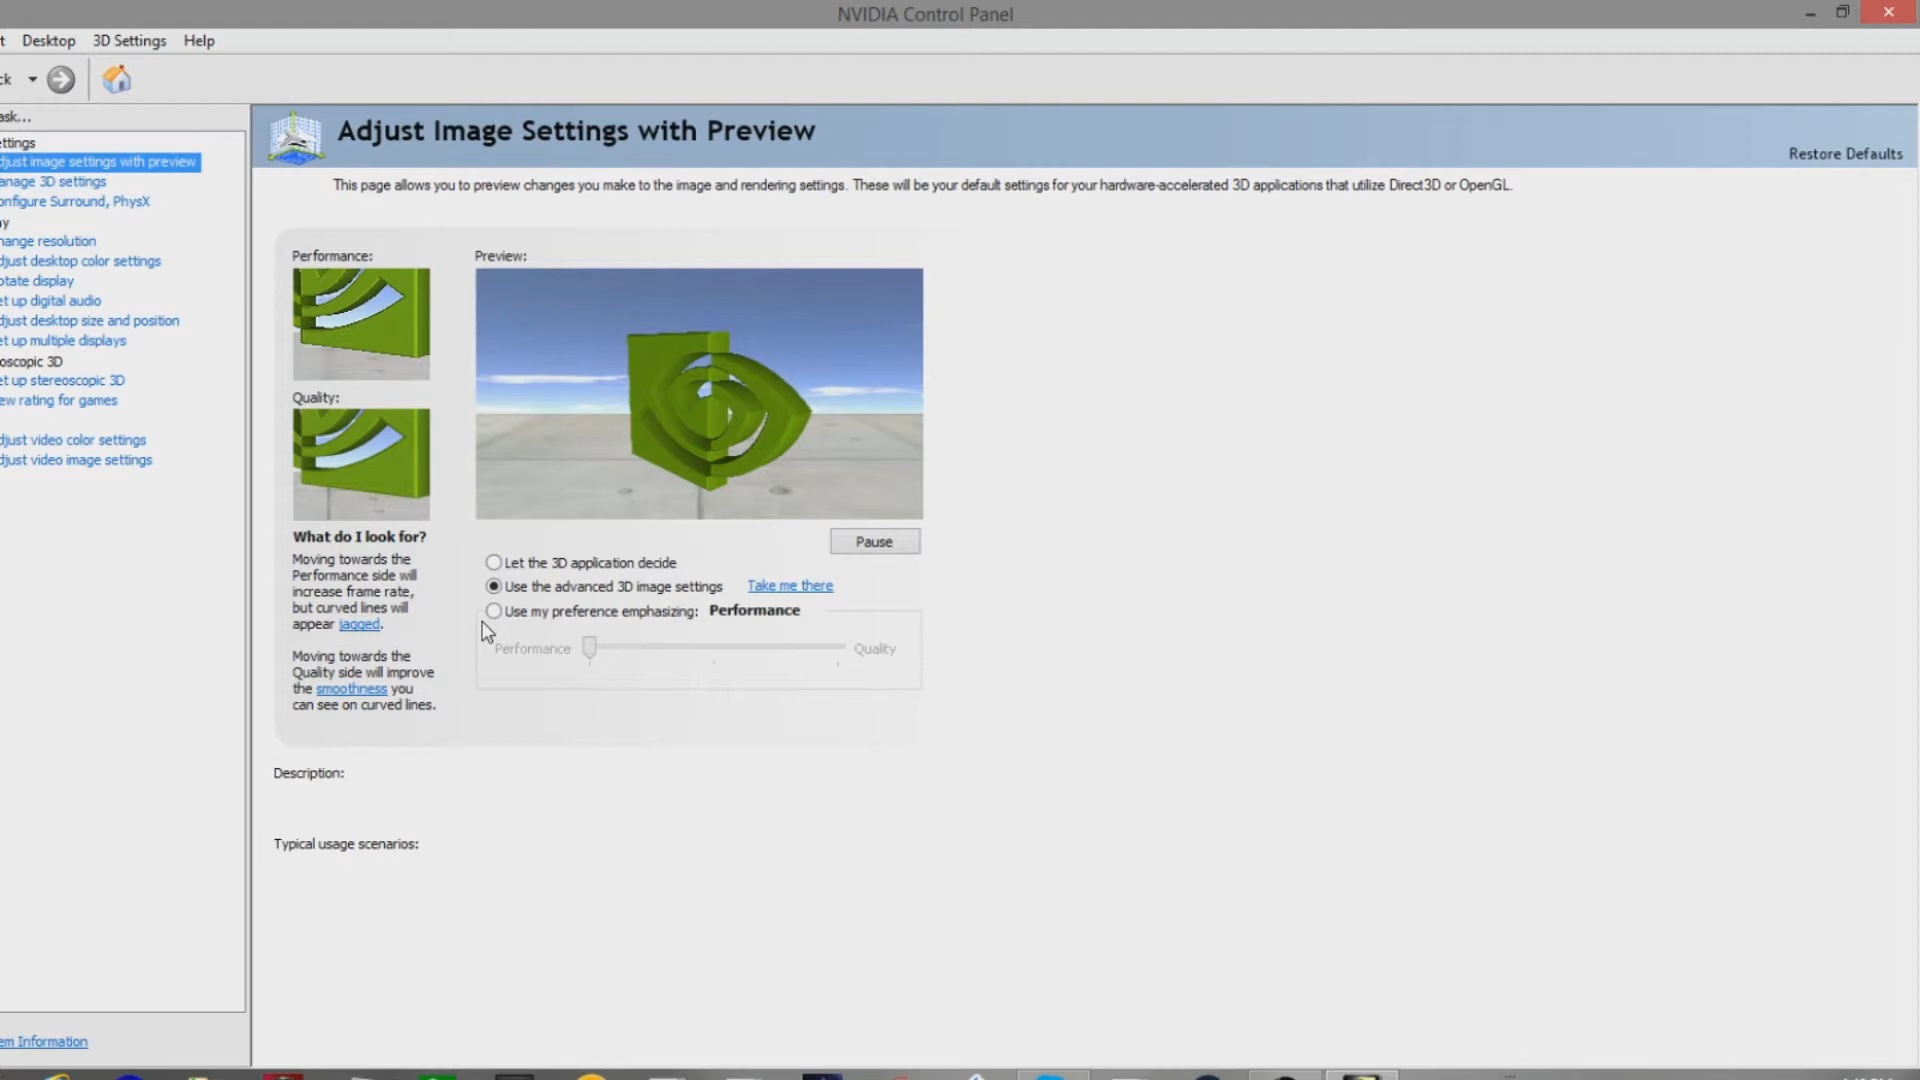 NVIDIA Control Panel
t Desktop 3D Settings Help
ck
ask...
ttings
djust image settings with preview
anage 3D settings
onfigure Surround, PhysX
ay
hange resolution
djust desktop color settings
otate display
et up digital audio
djust desktop size and position
et up multiple displays
oscopic 3D
et up stereoscopic 3D
ew rating for games
djust video color settings
djust video image settings
em Information
Adjust Image Settings with Preview
Restore Defaults
This page allows you to preview changes you make to the image and rendering settings. These will be your default settings for your hardware-accelerated 3D applications that utilize Direct3D or OpenGL.
Performance:
Quality:
What do I look for?
Moving towards the
Performance side will
increase frame rate,
but curved lines will
appear jagged.
Moving towards the
Quality side will improve
the smoothness you
can see on curved lines.
Preview:
Pause
Let the 3D application decide
Use the advanced 3D image settings Take me there
Use my preference emphasizing: Performance
Performance Quality
Description:
Typical usage scenarios: